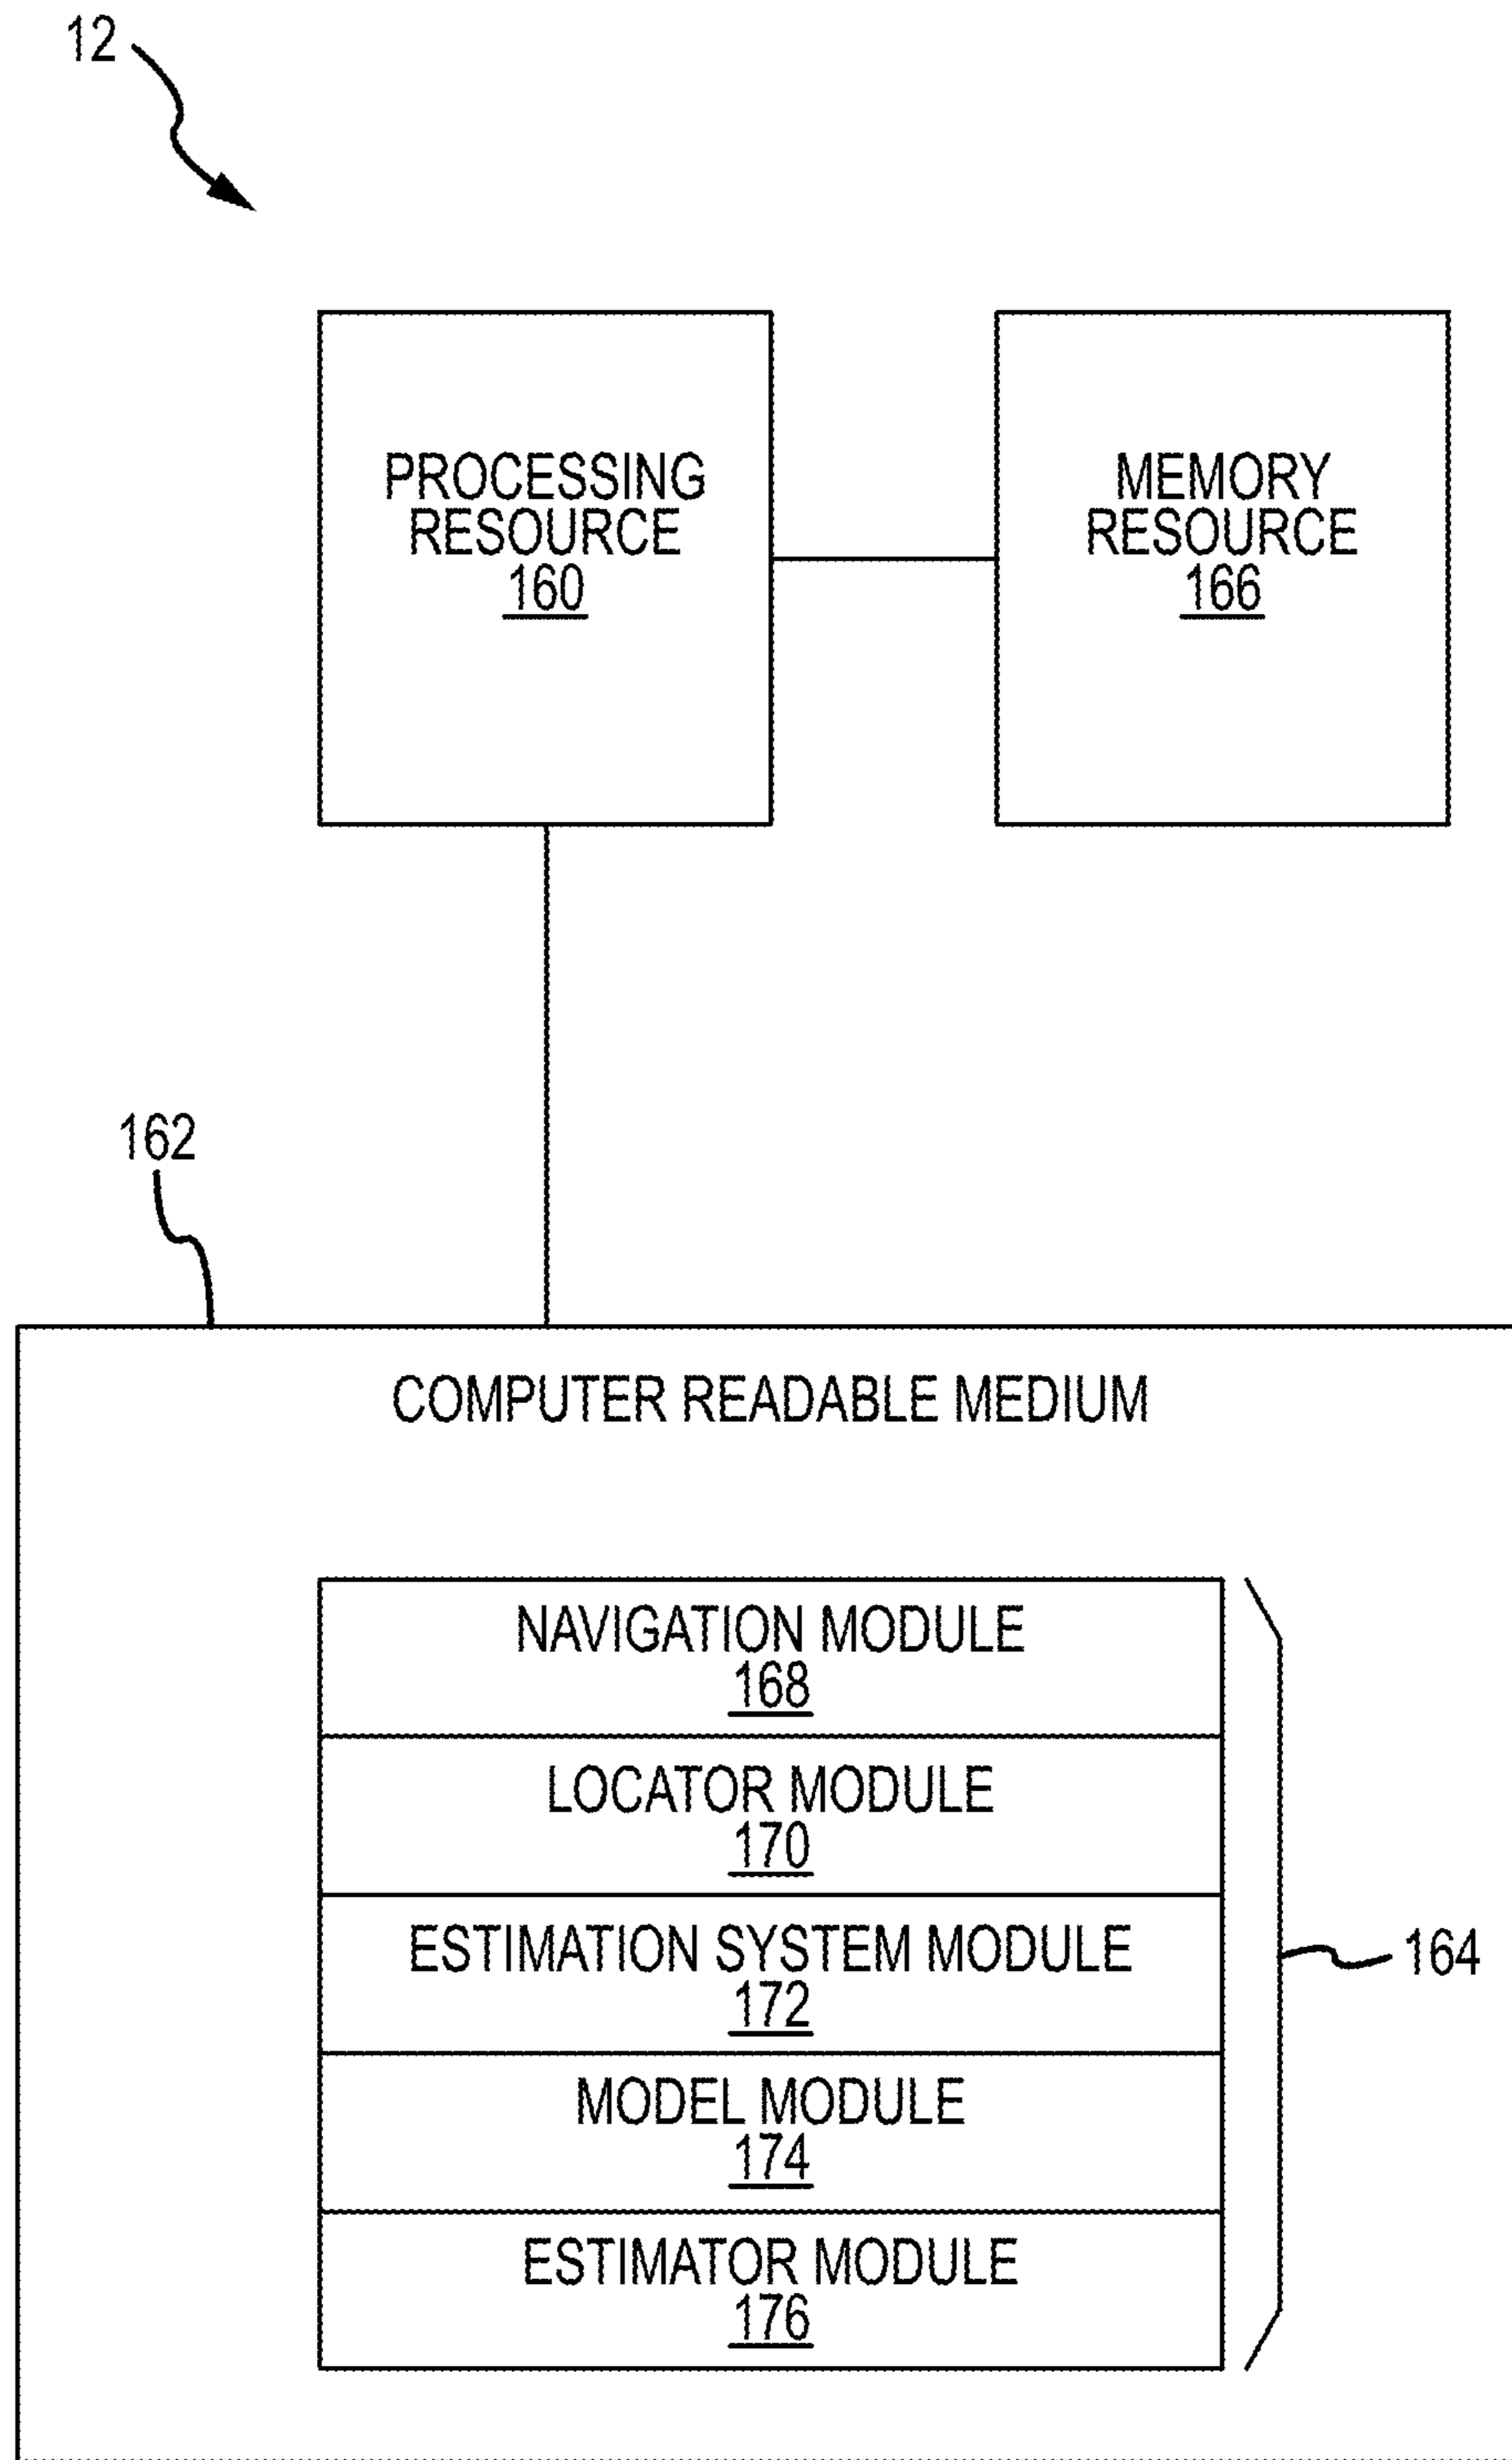 12
PROCESSING
RESOURCE
160
MEMORY
RESOURCE
166
162
COMPUTER READABLE MEDIUM
NAVIGATION MODULE
168
LOCATOR MODULE
170
ESTIMATION SYSTEM MODULE
172
164
MODEL MODULE
174
ESTIMATOR MODULE
176